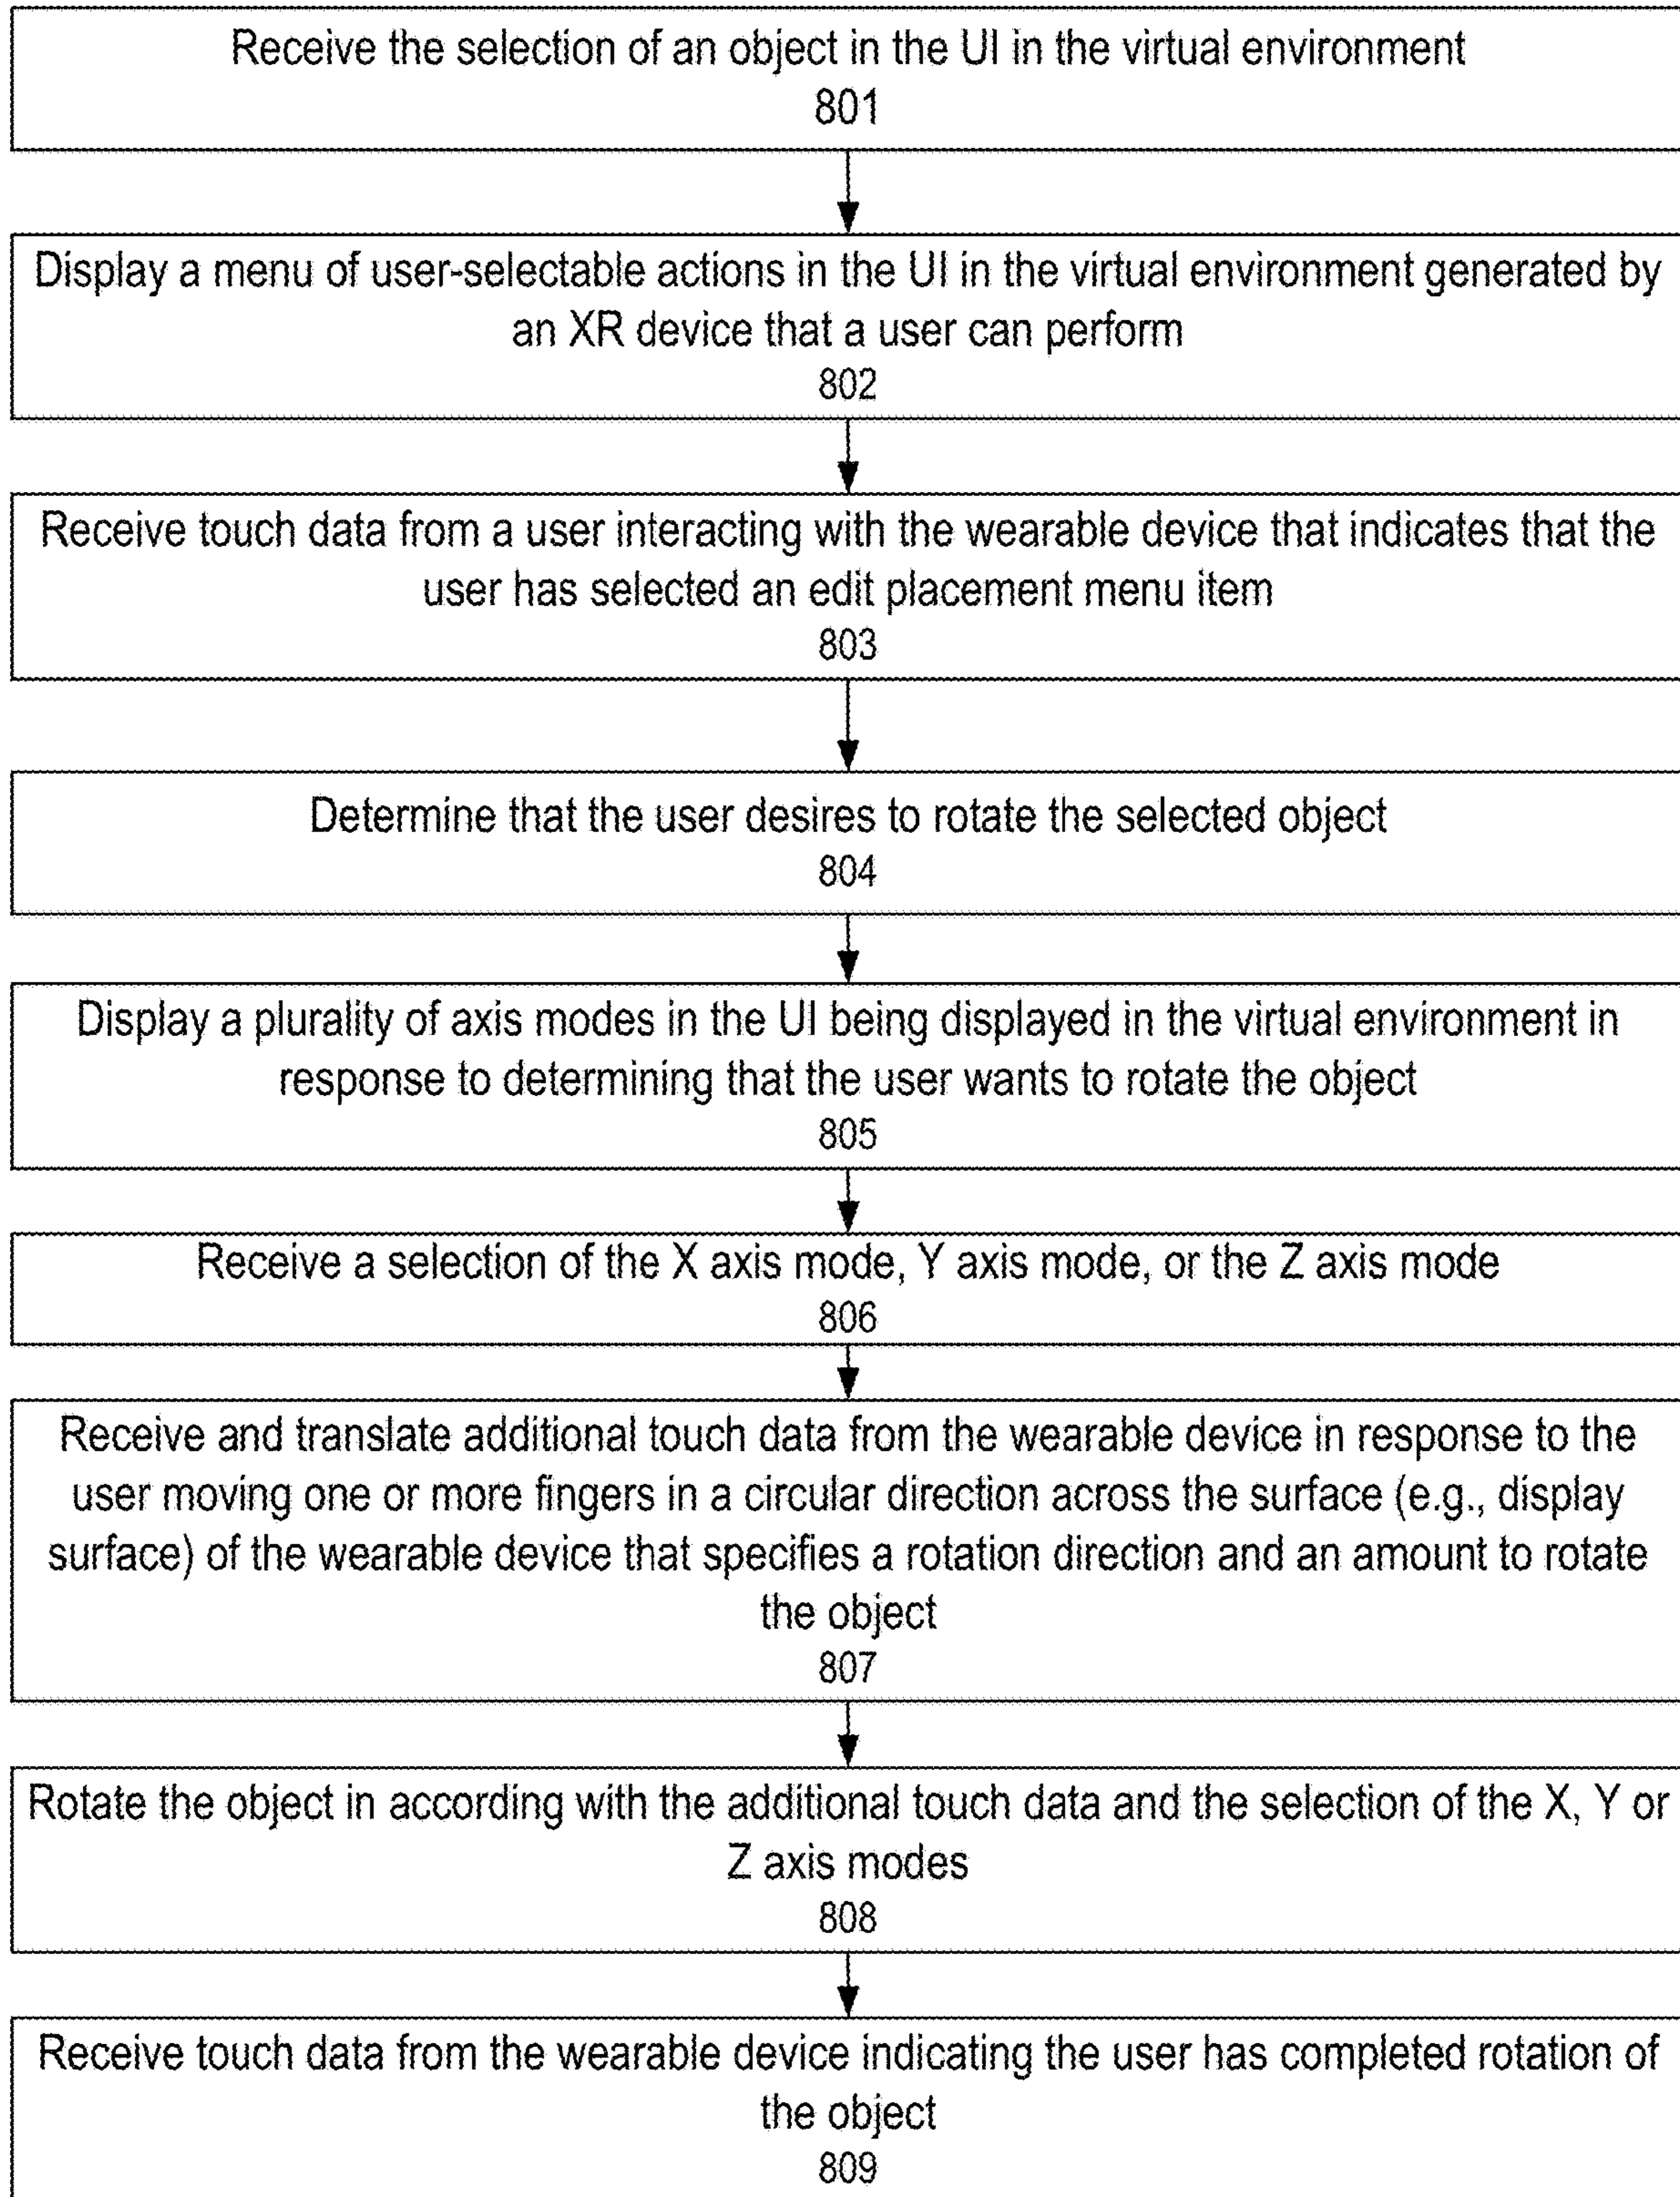 Receive the selection of an object in the UI in the virtual environment
801
Display a menu of user-selectable actions in the UI in the virtual environment generated by
an XR device that a user can perform
802
Receive touch data from a user interacting with the wearable device that indicates that the
user has selected an edit placement menu item
803
Determine that the user desires to rotate the selected object
804
Display a plurality of axis modes in the UI being displayed in the virtual environment in
response to determining that the user wants to rotate the object
805
Receive a selection of the X axis mode, Y axis mode, or the Z axis mode
806
Receive and translate additional touch data from the wearable device in response to the
user moving one or more fingers in a circular direction across the surface (e.g., display
surface) of the wearable device that specifies a rotation direction and an amount to rotate
the object
807
Rotate the object in according with the additional touch data and the selection of the X, Y or
Z axis modes
808
Receive touch data from the wearable device indicating the user has completed rotation of
the object
809